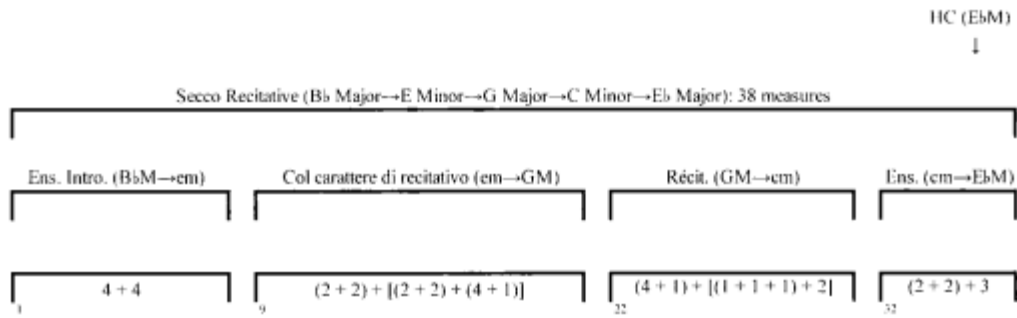 HC (E♭M)
↓
Secco Recitative (B♭ Major→E Minor→G Major→C Minor→E♭ Major): 38 measures
Ens. Intro. (B♭M→em) Col carattere di recitativo (em→GM) Récit. (GM→cm) Ens. (cm→E♭M)
4 + 4 (2 + 2) + [(2 + 2) + (4 + 1)] (4 + 1) + [(1 + 1 + 1) + 2] (2 + 2) + 3
1 9 22 32